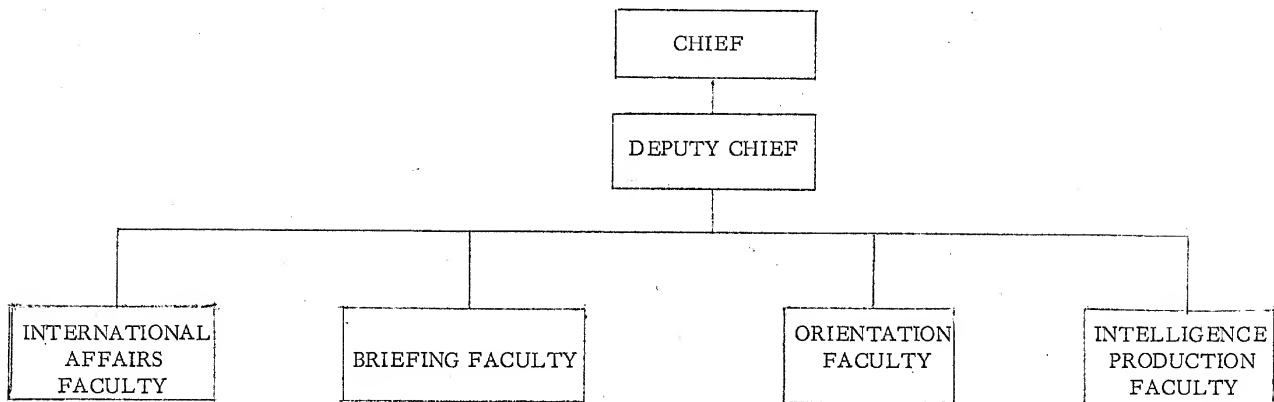 CHIEF
DEPUTY CHIEF
INTERNATIONAL
AFFAIRS
FACULTY
BRIEFING FACULTY
ORIENTATION
FACULTY
INTELLIGENCE
PRODUCTION
FACULTY